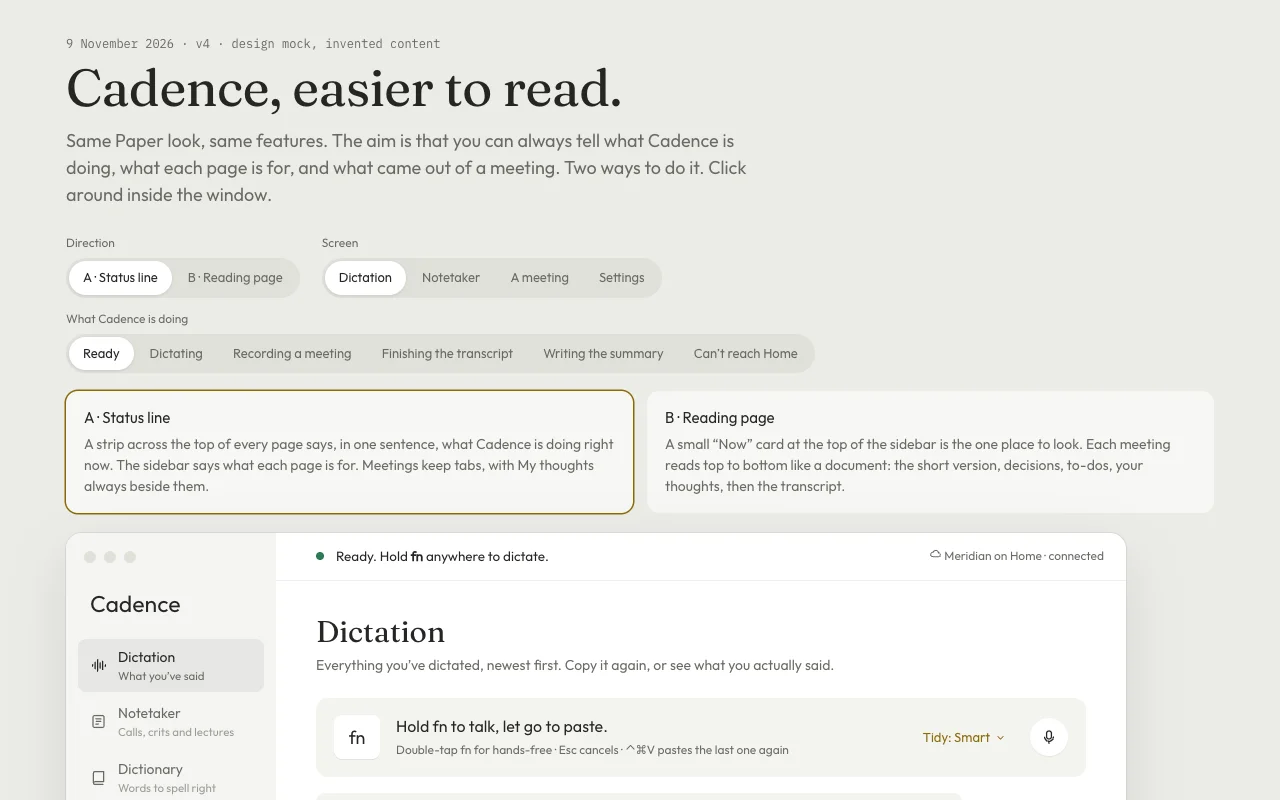 9 November 2026 · v4 · design mock, invented content
Cadence, easier to read.
Same Paper look, same features. The aim is that you can always tell what Cadence is
doing, what each page is for, and what came out of a meeting. Two ways to do it. Click
around inside the window.
Direction
A · Status line
B · Reading page
Screen
Dictation
Notetaker
A meeting
Settings
What Cadence is doing
Ready
Dictating
Recording a meeting
Finishing the transcript
Writing the summary
Can't reach Home
A · Status line
A strip across the top of every page says, in one sentence, what Cadence is doing right
now. The sidebar says what each page is for. Meetings keep tabs, with My thoughts
always beside them.
B · Reading page
A small “Now” card at the top of the sidebar is the one place to look. Each meeting
reads top to bottom like a document: the short version, decisions, to-dos, your
thoughts, then the transcript.
Cadence
Dictation
What you've said
Notetaker
Calls, crits and lectures
Dictionary
Words to spell right
Ready. Hold fn anywhere to dictate.
Meridian on Home · connected
Dictation
Everything you've dictated, newest first. Copy it again, or see what you actually said.
fn
Hold fn to talk, let go to paste.
Double-tap fn for hands-free · Esc cancels · ^⌘V pastes the last one again
Tidy: Smart